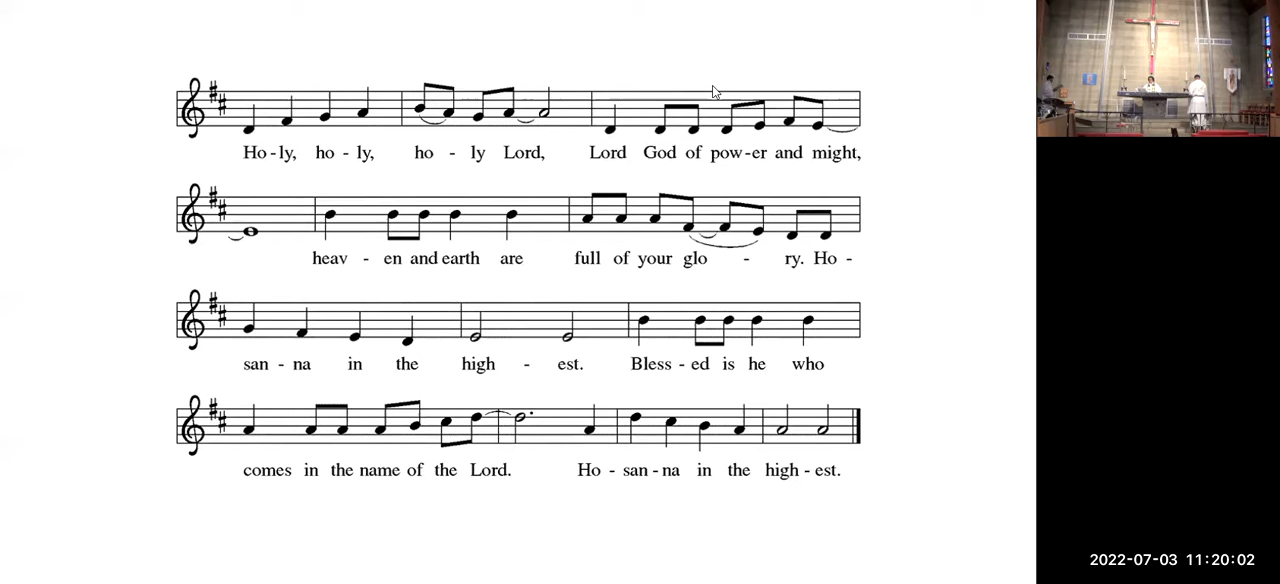 Ho - ly, ho - ly, ho - ly Lord, Lord God of pow - er and might,
heav - en and earth are full of your glo - ry. Ho -
san - na in the high - est. Bless - ed is he who
comes in the name of the Lord. Ho - san - na in the high - est.
2022-07-03 11:20:02